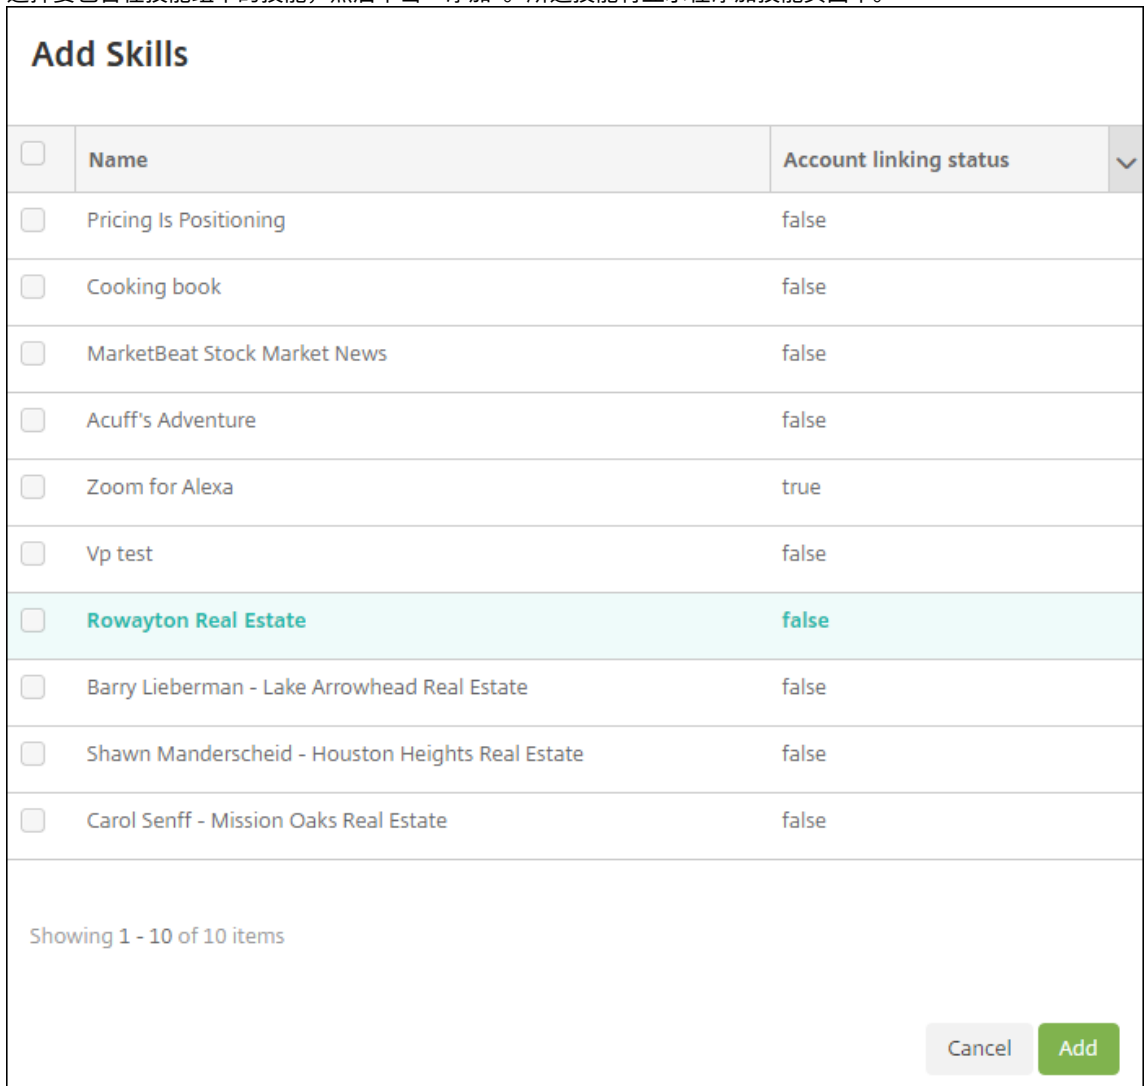 Add Skills
Name Account linking status
Pricing Is Positioning false
Cooking book false
MarketBeat Stock Market News false
Acuff's Adventure false
Zoom for Alexa true
Vp test false
Rowayton Real Estate false
Barry Lieberman - Lake Arrowhead Real Estate false
Shawn Manderscheid - Houston Heights Real Estate false
Carol Senff - Mission Oaks Real Estate false
Showing 1 - 10 of 10 items
Cancel Add